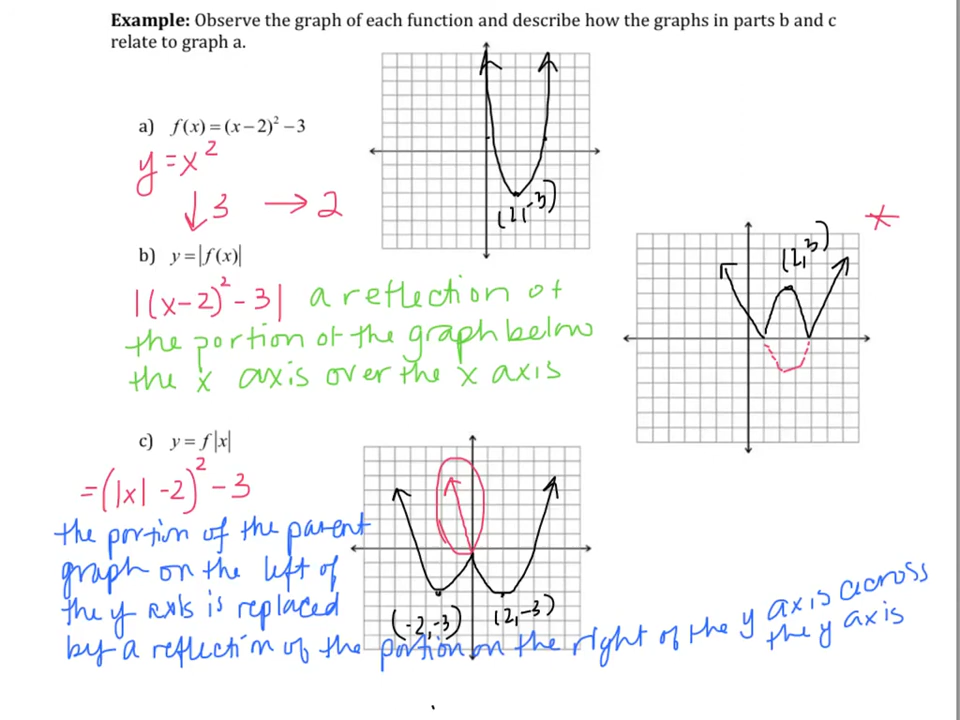 Example: Observe the graph of each function and describe how the graphs in parts b and c
relate to graph a.
a) f(x)=(x−2)²−3
y=x²
↓3 →2
(2,-3)
b) y=|f(x)|
|(x-2)²-3| a reflection of
the portion of the graph below
the x axis over the x axis
(2,3)
*
c) y=f|x|
=(|x|-2)²-3
the portion of the parent
graph on the left of
the y axis is replaced
by a reflection of the portion on the right of the y axis across
the y axis
(-2,-3)
(2,-3)